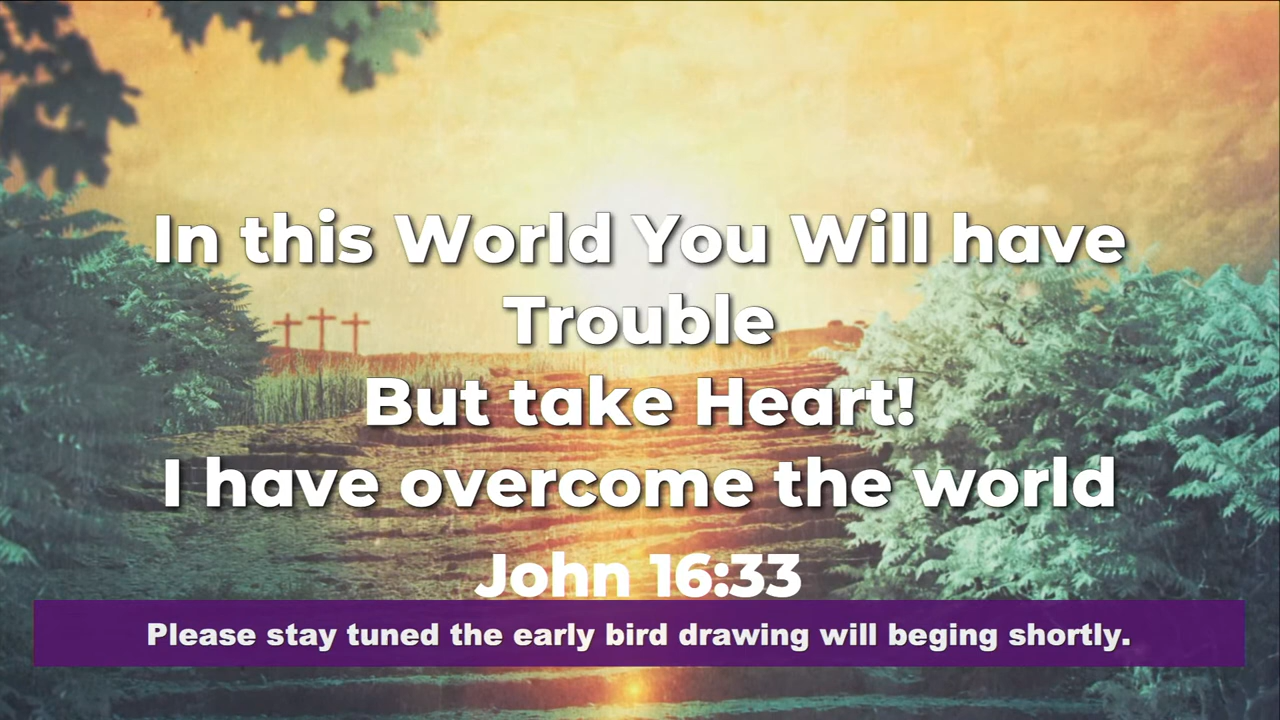 In this World You Will have
Trouble
But take Heart!
I have overcome the world
John 16:33
Please stay tuned the early bird drawing will beging shortly.